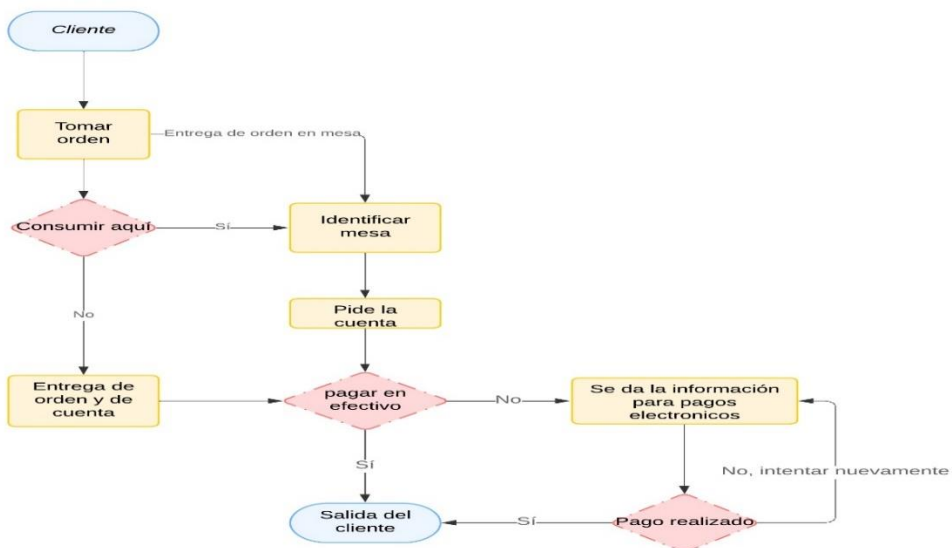 Cliente
Tomar
orden
Entrega de orden en mesa
Consumir aquí
Sí
Identificar
mesa
No
Pide la
cuenta
Entrega de
orden y de
cuenta
pagar en
efectivo
No
Se da la información
para pagos
electronicos
Sí
No, intentar nuevamente
Salida del
cliente
Sí
Pago realizado